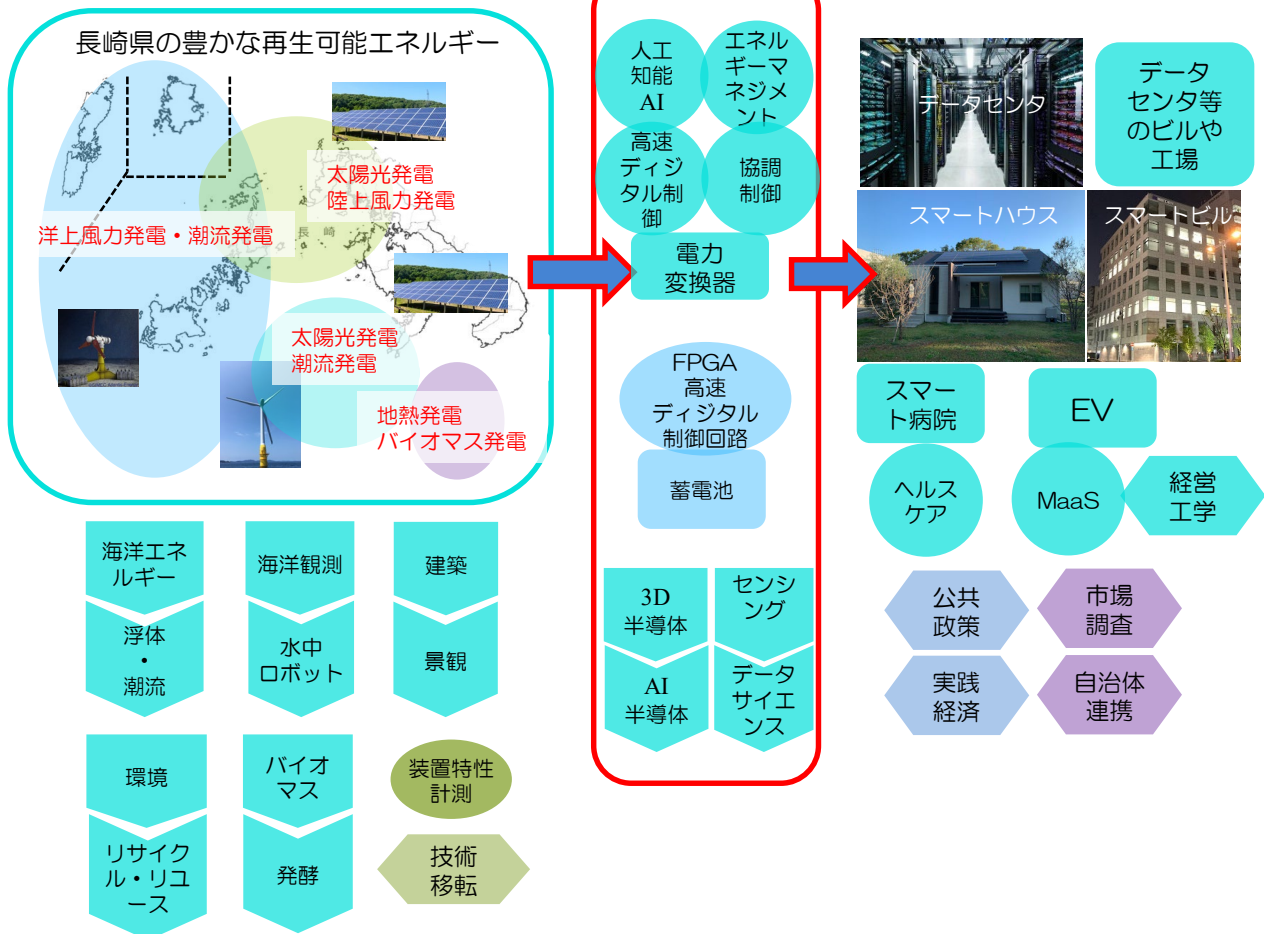 長崎県の豊かな再生可能エネルギー
太陽光発電
陸上風力発電
洋上風力発電・潮流発電
長 崎
太陽光発電
潮流発電
地熱発電
バイオマス発電
海洋エネ
ルギー
浮体
・
潮流
海洋観測
水中
ロボット
建築
景観
環境
リサイク
ル・リユ
ース
バイオ
マス
発酵
装置特性
計測
技術
移転
人工
知能
AI
エネル
ギーマ
ネジメ
ント
高速
ディジ
タル制
御
協調
制御
電力
変換器
FPGA
高速
ディジタル
制御回路
蓄電池
3D
半導体
AI
半導体
センシ
ング
データ
サイエ
ンス
データセンタ
データ
センタ等
のビルや
工場
スマートハウス
スマートビル
スマー
ト病院
EV
ヘルス
ケア
MaaS
経営
工学
公共
政策
市場
調査
実践
経済
自治体
連携